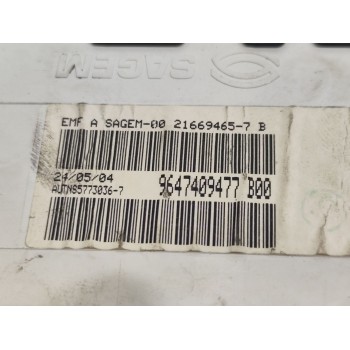 SAGEM
EMF A SAGEM-00 21669465-7 B
24/05/04
AUTN85773036-7
9647409477 B00